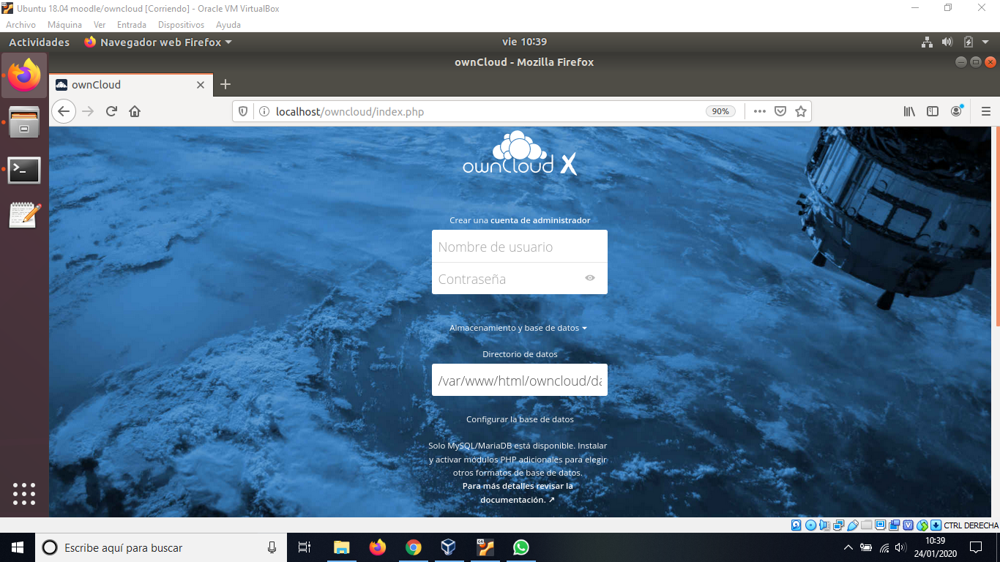 Ubuntu 18.04 moodle/owncloud [Corriendo] - Oracle VM VirtualBox
Archivo Máquina Ver Entrada Dispositivos Ayuda
Actividades Navegador web Firefox vie 10:39
ownCloud - Mozilla Firefox
ownCloud
localhost/owncloud/index.php 90%
ownCloud X
Crear una cuenta de administrador
Nombre de usuario
Contraseña
Almacenamiento y base de datos
Directorio de datos
/var/www/html/owncloud/da
Configurar la base de datos
Solo MySQL/MariaDB está disponible. Instalar
y activar módulos PHP adicionales para elegir
otros formatos de base de datos.
Para más detalles revisar la
documentación. ↗
CTRL DERECHA
Escribe aquí para buscar
10:39
24/01/2020